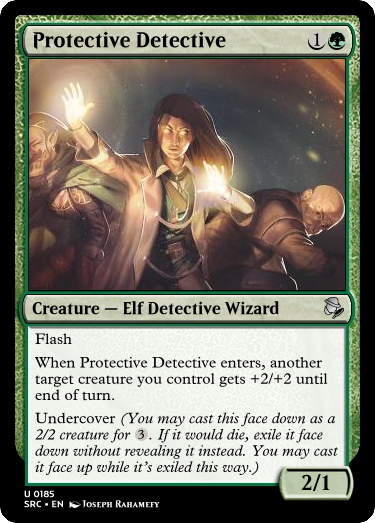 Protective Detective 1
Creature — Elf Detective Wizard
Flash
When Protective Detective enters, another
target creature you control gets +2/+2 until
end of turn.
Undercover (You may cast this face down as a
2/2 creature for 3. If it would die, exile it face
down without revealing it instead. You may cast
it face up while it's exiled this way.)
2/1
U 0185
SRC • EN Joseph Rahamefy